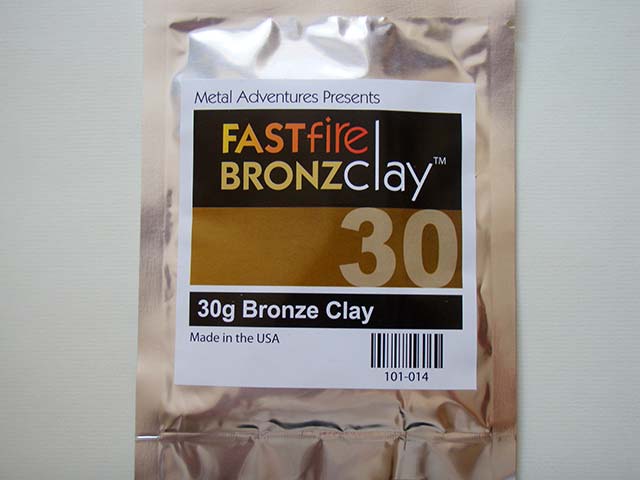 Metal Adventures Presents
FASTfire
BRONZclay™
30
30g Bronze Clay
Made in the USA
101-014